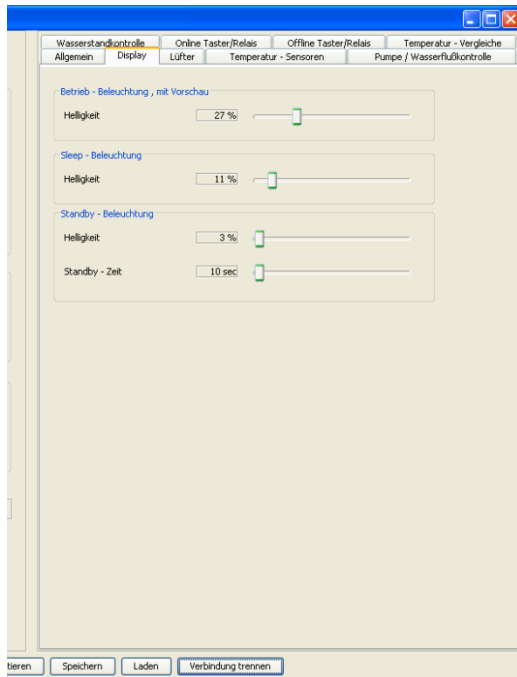 Wasserstandkontrolle Online Taster/Relais Offline Taster/Relais Temperatur - Vergleiche
Allgemein Display Lüfter Temperatur - Sensoren Pumpe / Wasserflußkontrolle
Betrieb - Beleuchtung , mit Vorschau
Helligkeit 27 %
Sleep - Beleuchtung
Helligkeit 11 %
Standby - Beleuchtung
Helligkeit 3 %
Standby - Zeit 10 sec
tieren Speichern Laden Verbindung trennen